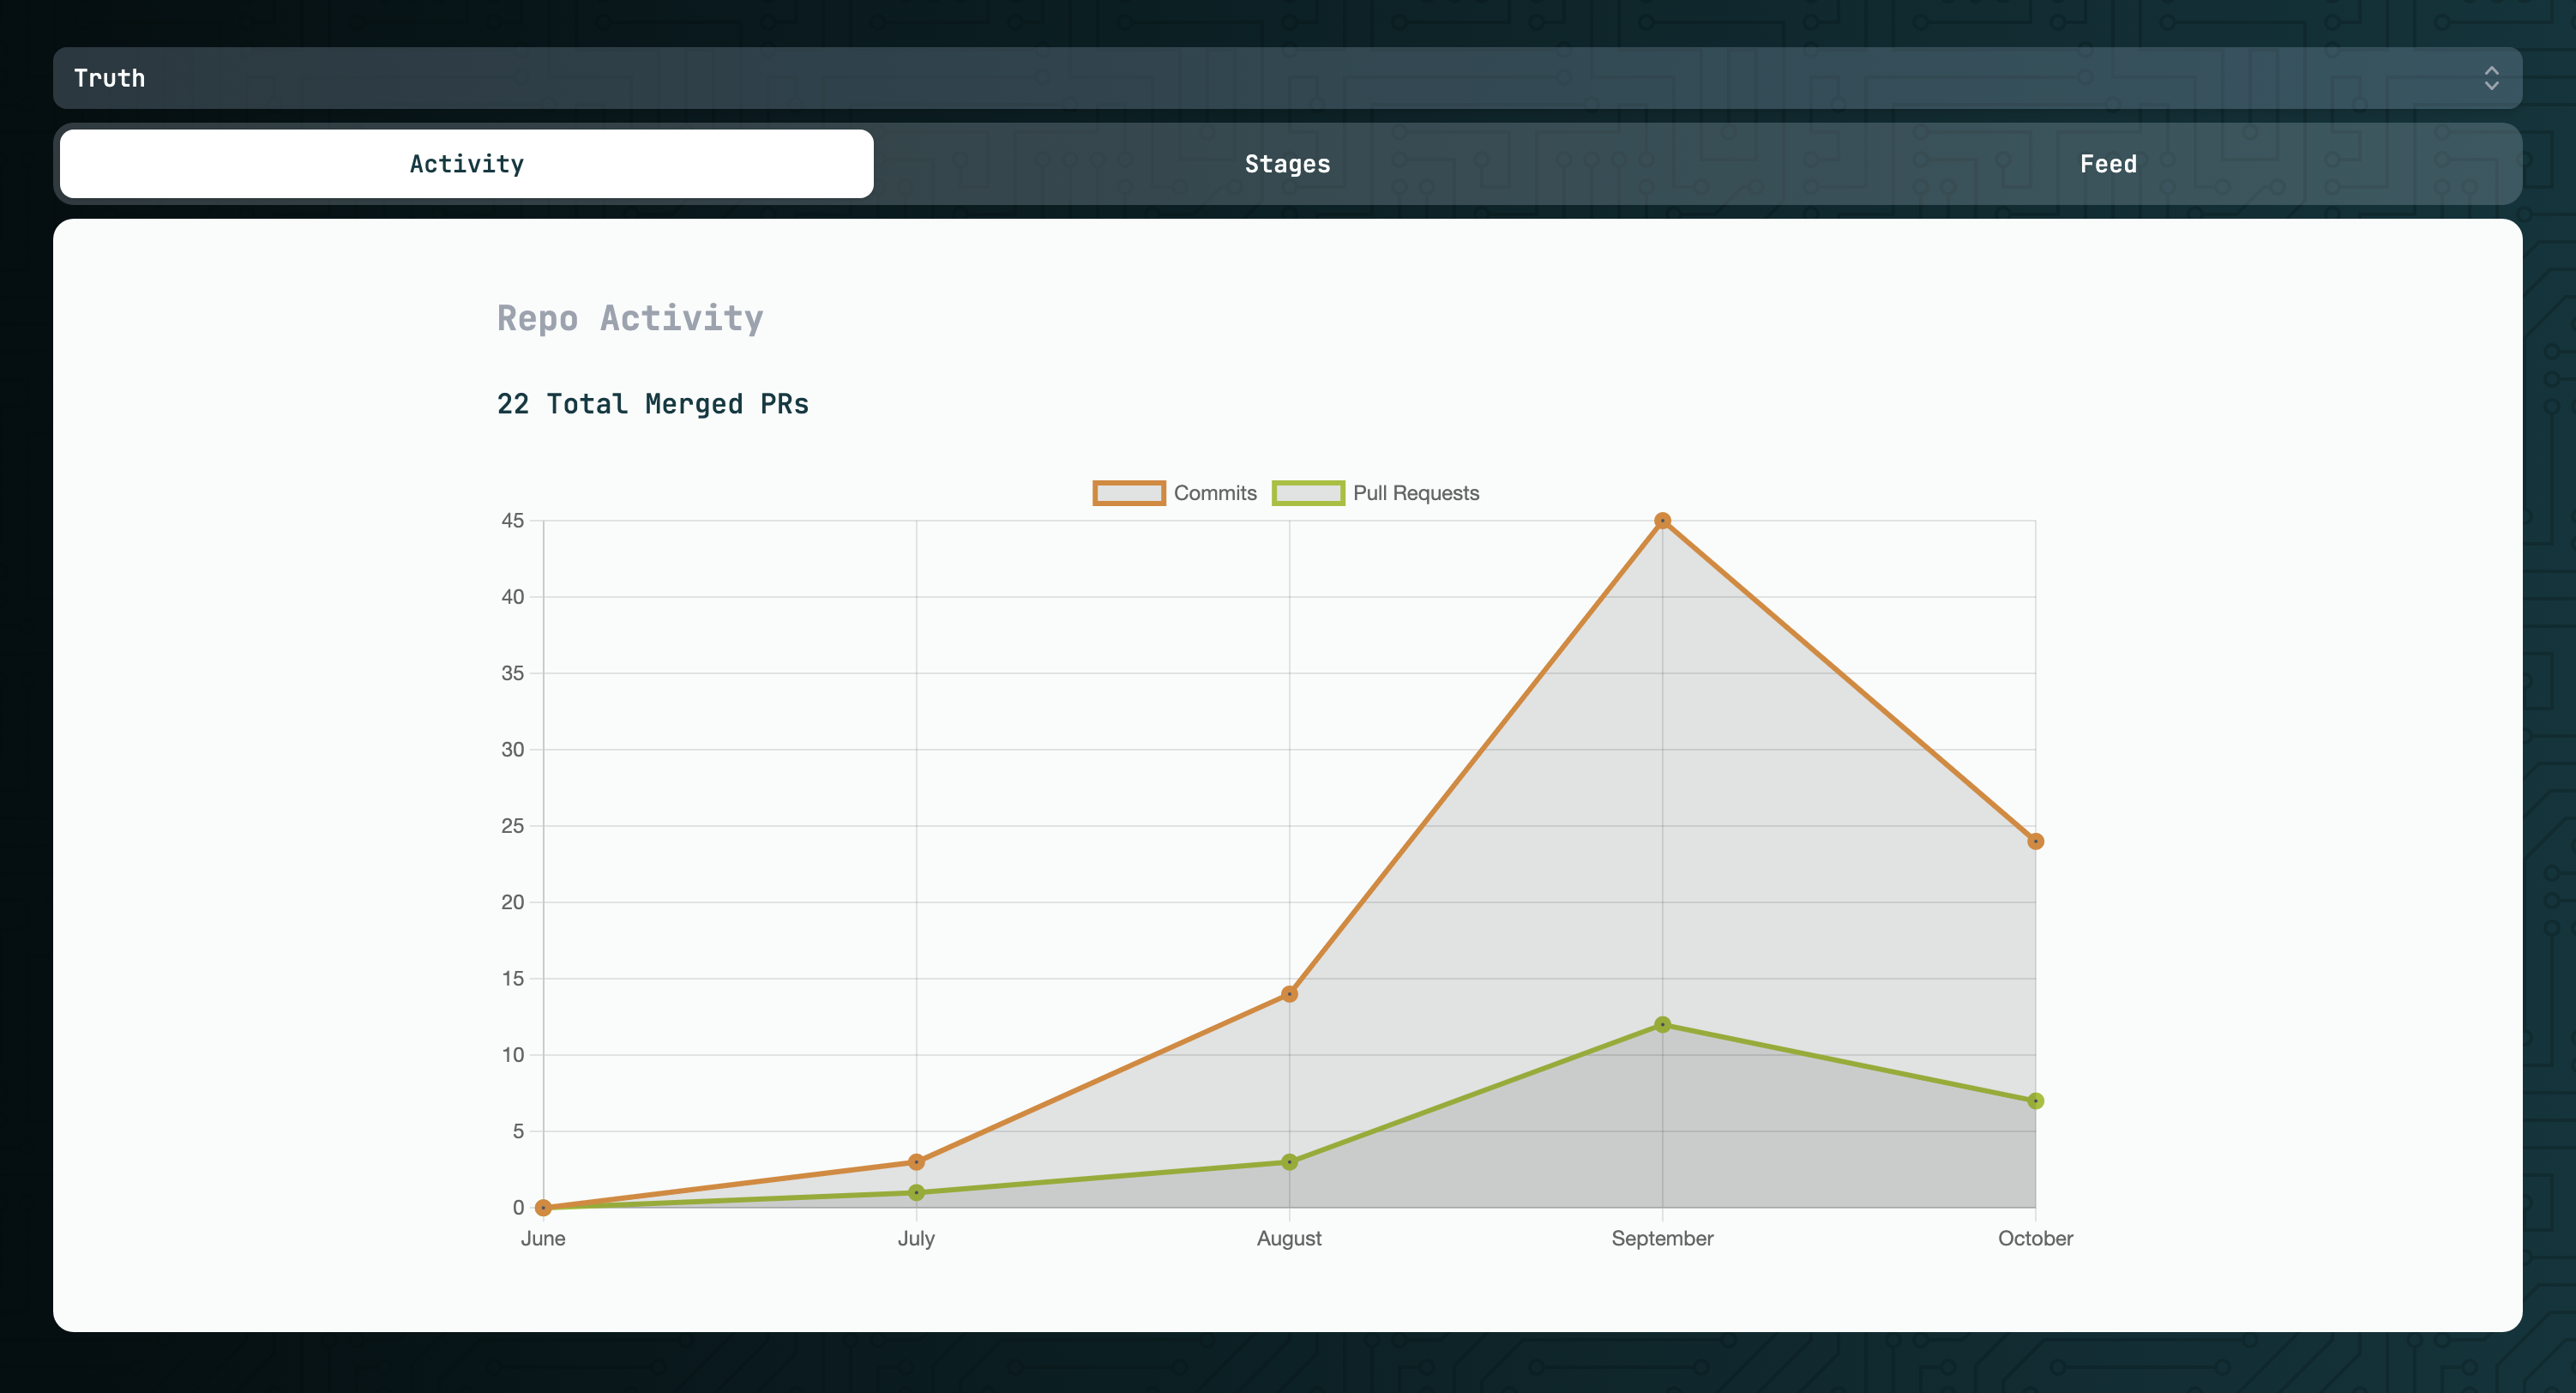 Truth
Activity Stages Feed
Repo Activity
22 Total Merged PRs
Commits Pull Requests
45
40
35
30
25
20
15
10
5
0
June July August September October